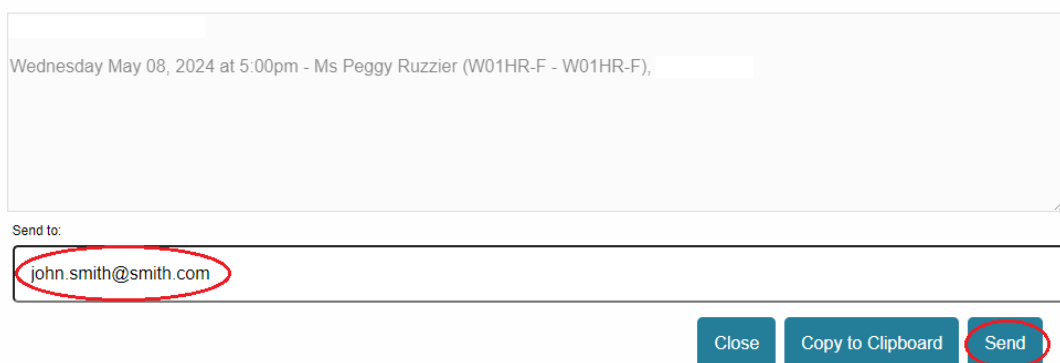 Wednesday May 08, 2024 at 5:00pm - Ms Peggy Ruzzier (W01HR-F - W01HR-F),
Send to:
john.smith@smith.com
Close Copy to Clipboard Send